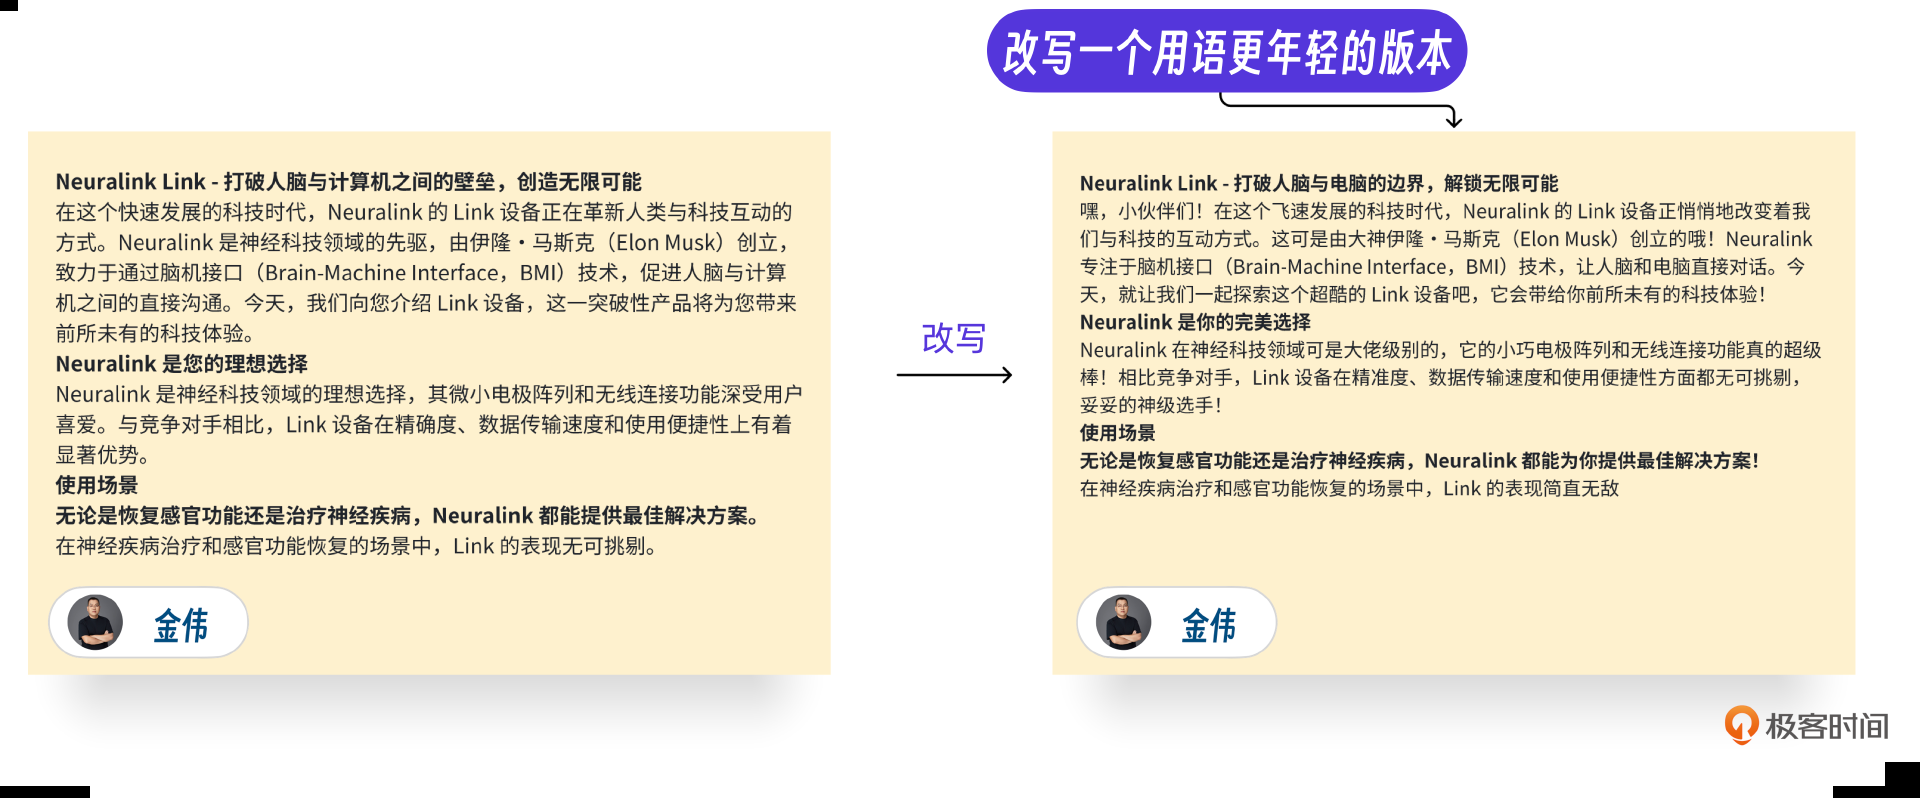 改写一个用语更年轻的版本
Neuralink Link - 打破人脑与计算机之间的壁垒，创造无限可能
在这个快速发展的科技时代，Neuralink 的 Link 设备正在革新人类与科技互动的
方式。Neuralink 是神经科技领域的先驱，由伊隆·马斯克（Elon Musk）创立，
致力于通过脑机接口（Brain-Machine Interface，BMI）技术，促进人脑与计算
机之间的直接沟通。今天，我们向您介绍 Link 设备，这一突破性产品将为您带来
前所未有的科技体验。
Neuralink 是您的理想选择
Neuralink 是神经科技领域的理想选择，其微小电极阵列和无线连接功能深受用户
喜爱。与竞争对手相比，Link 设备在精确度、数据传输速度和使用便捷性上有着
显著优势。
使用场景
无论是恢复感官功能还是治疗神经疾病，Neuralink 都能提供最佳解决方案。
在神经疾病治疗和感官功能恢复的场景中，Link 的表现无可挑剔。
金伟
改写
Neuralink Link - 打破人脑与电脑的边界，解锁无限可能
嘿，小伙伴们！在这个飞速发展的科技时代，Neuralink 的 Link 设备正悄悄地改变着我
们与科技的互动方式。这可是由大神伊隆·马斯克（Elon Musk）创立的哦！Neuralink
专注于脑机接口（Brain-Machine Interface，BMI）技术，让人脑和电脑直接对话。今
天，就让我们一起探索这个超酷的 Link 设备吧，它会带给你前所未有的科技体验！
Neuralink 是你的完美选择
Neuralink 在神经科技领域可是大佬级别的，它的小巧电极阵列和无线连接功能真的超级
棒！相比竞争对手，Link 设备在精准度、数据传输速度和使用便捷性方面都无可挑剔，
妥妥的神级选手！
使用场景
无论是恢复感官功能还是治疗神经疾病，Neuralink 都能为你提供最佳解决方案！
在神经疾病治疗和感官功能恢复的场景中，Link 的表现简直无敌
金伟
极客时间